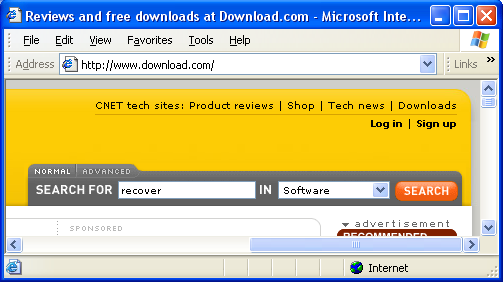 Reviews and free downloads at Download.com - Microsoft Inte...
File Edit View Favorites Tools Help
Address http://www.download.com/ Links »
CNET tech sites: Product reviews | Shop | Tech news | Downloads
Log in | Sign up
NORMAL ADVANCED
SEARCH FOR recover IN Software SEARCH
SPONSORED advertisement
RECOMMENDED
Internet